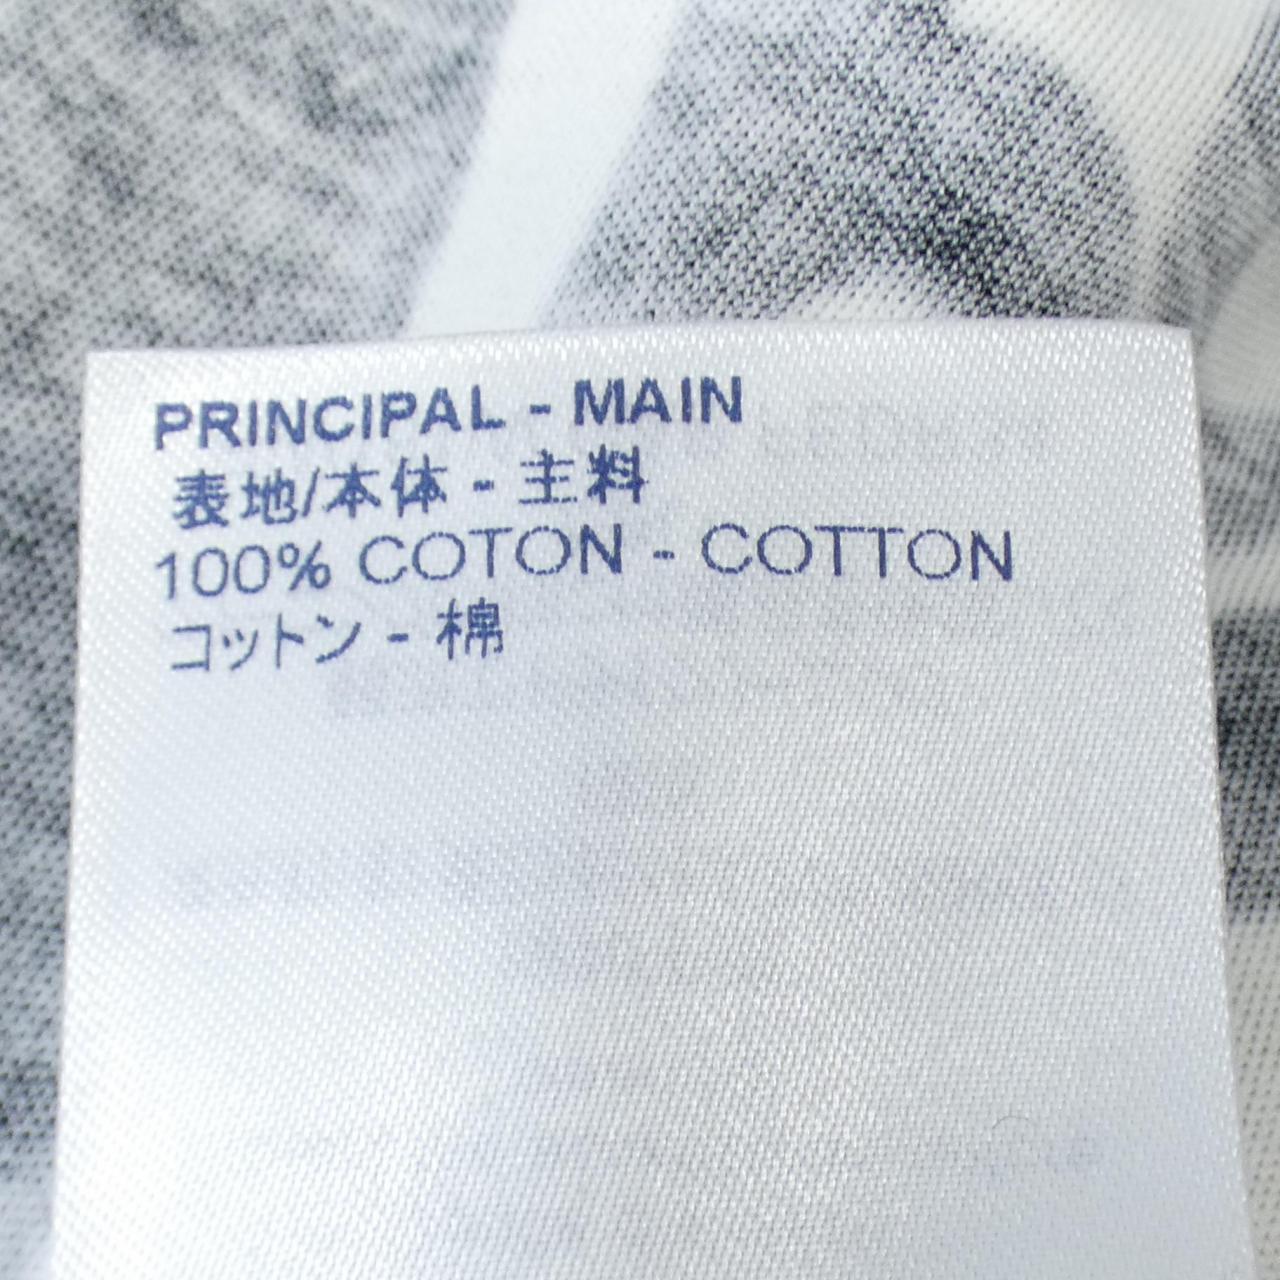 PRINCIPAL - MAIN
表地/本体 - 主料
100% COTON - COTTON
コットン - 棉